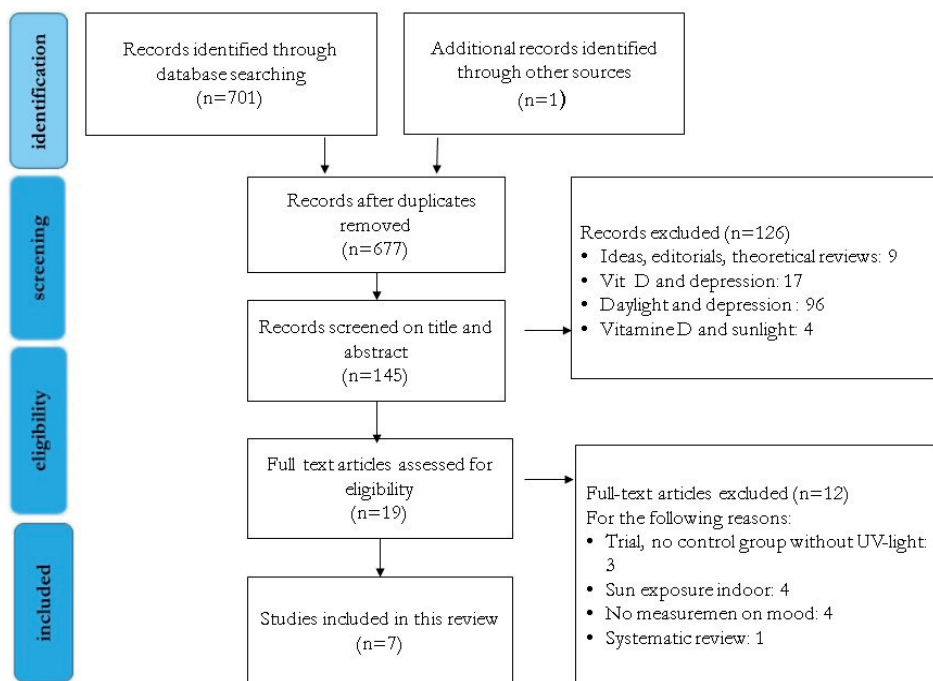 identification
Records identified through
database searching
(n=701)
Additional records identified
through other sources
(n=1)
screening
Records after duplicates
removed
(n=677)
Records excluded (n=126)
• Ideas, editorials, theoretical reviews: 9
• Vit D and depression: 17
• Daylight and depression : 96
• Vitamine D and sunlight: 4
Records screened on title and
abstract
(n=145)
eligibility
Full text articles assessed for
eligibility
(n=19)
Full-text articles excluded (n=12)
For the following reasons:
• Trial, no control group without UV-light:
3
• Sun exposure indoor: 4
• No measuremen on mood: 4
• Systematic review: 1
included
Studies included in this review
(n=7)